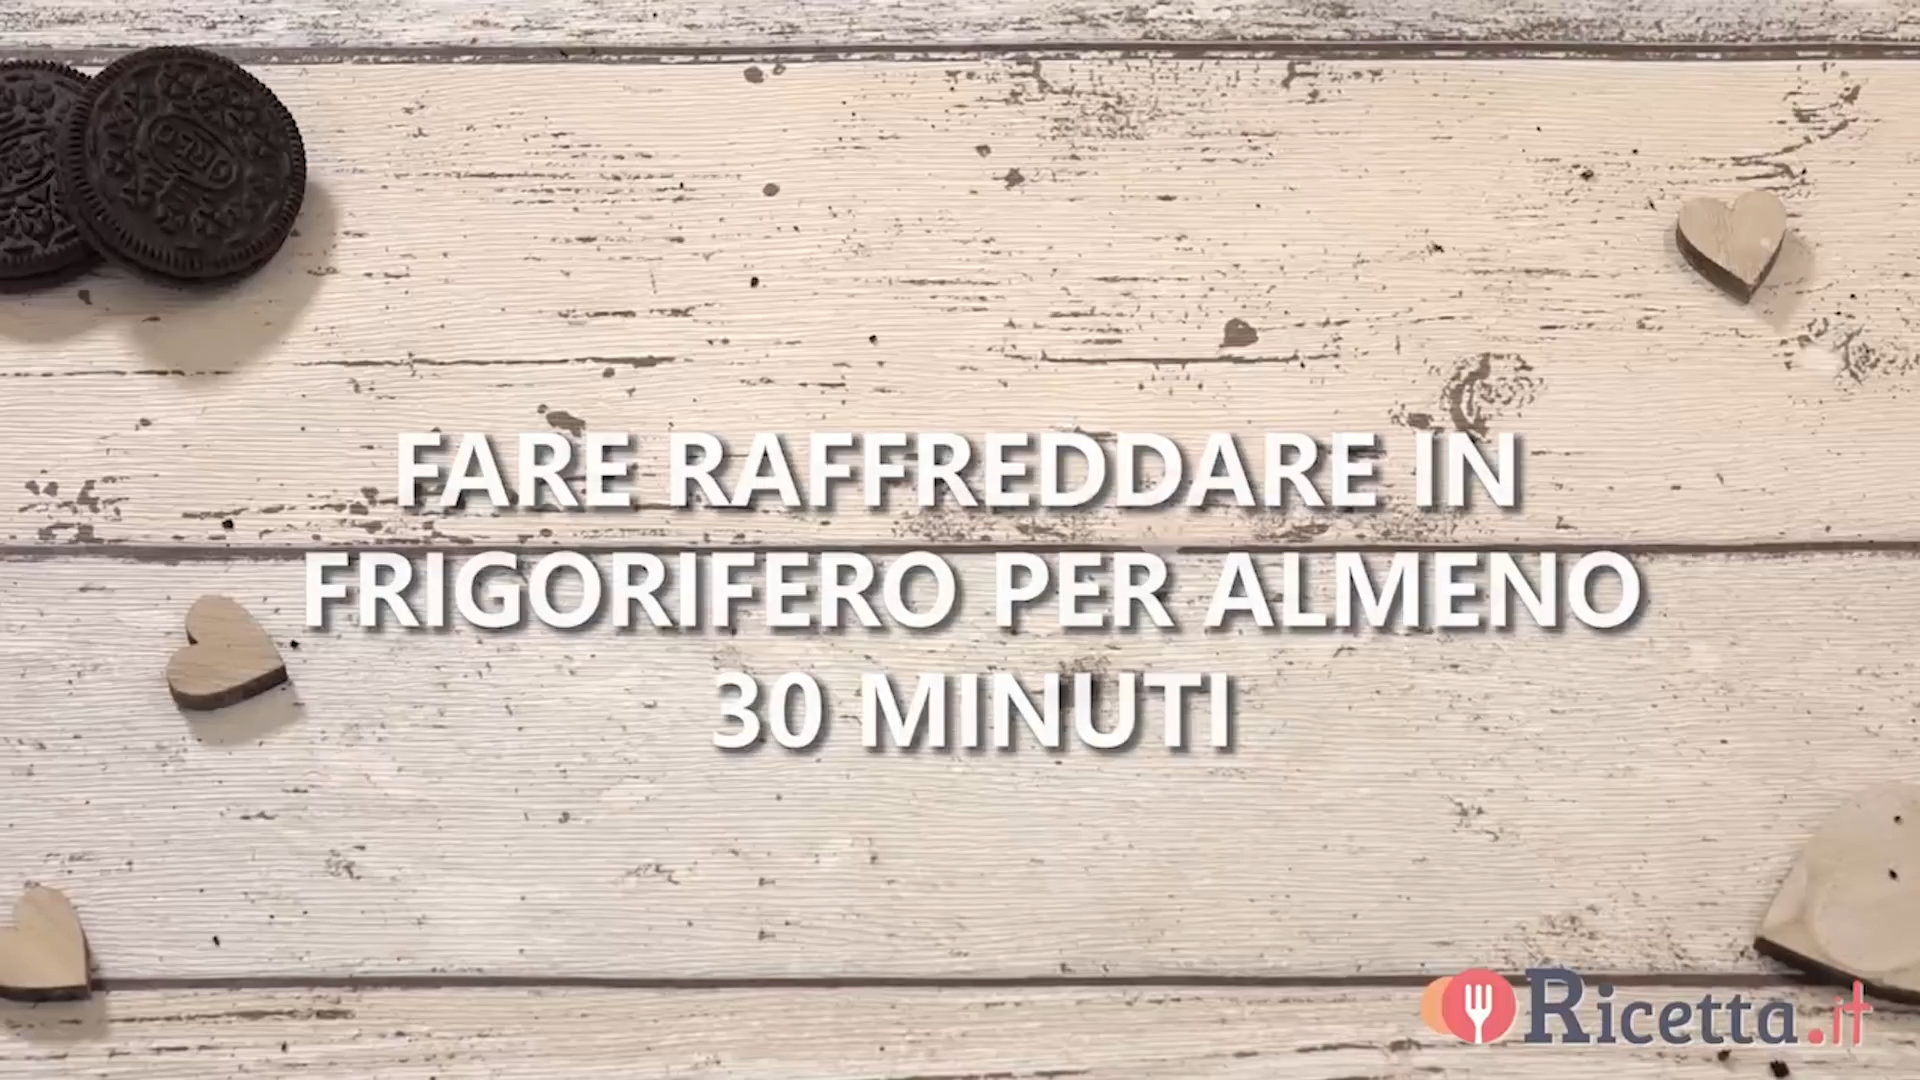 FARE RAFFREDDARE IN
FRIGORIFERO PER ALMENO
30 MINUTI
Ricetta.it